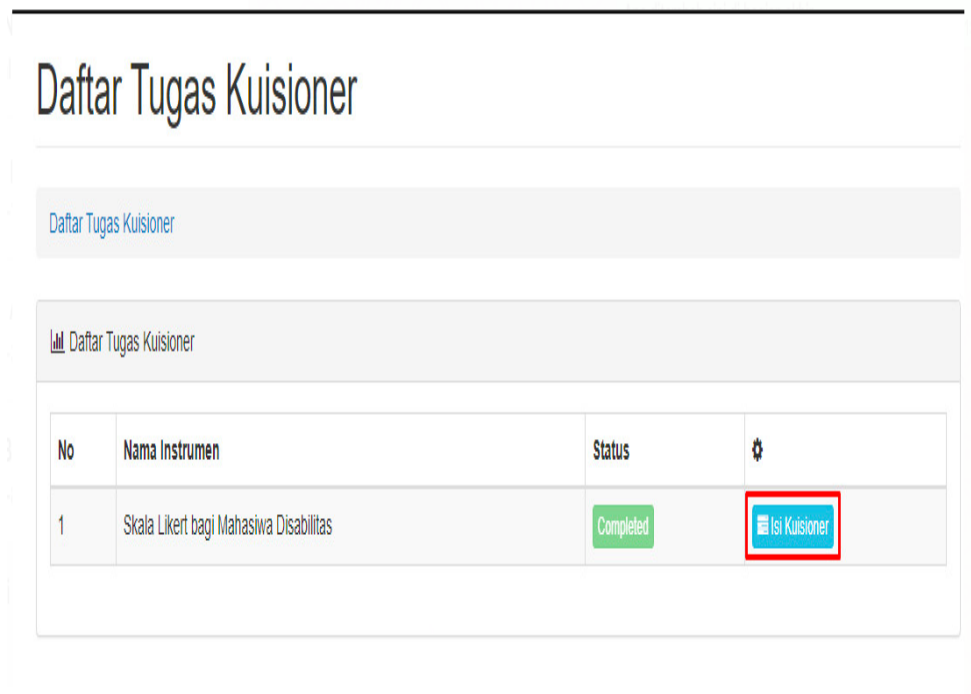 Daftar Tugas Kuisioner
Daftar Tugas Kuisioner
Daftar Tugas Kuisioner
No Nama Instrumen Status
1 Skala Likert bagi Mahasiwa Disabilitas Completed Isi Kuisioner